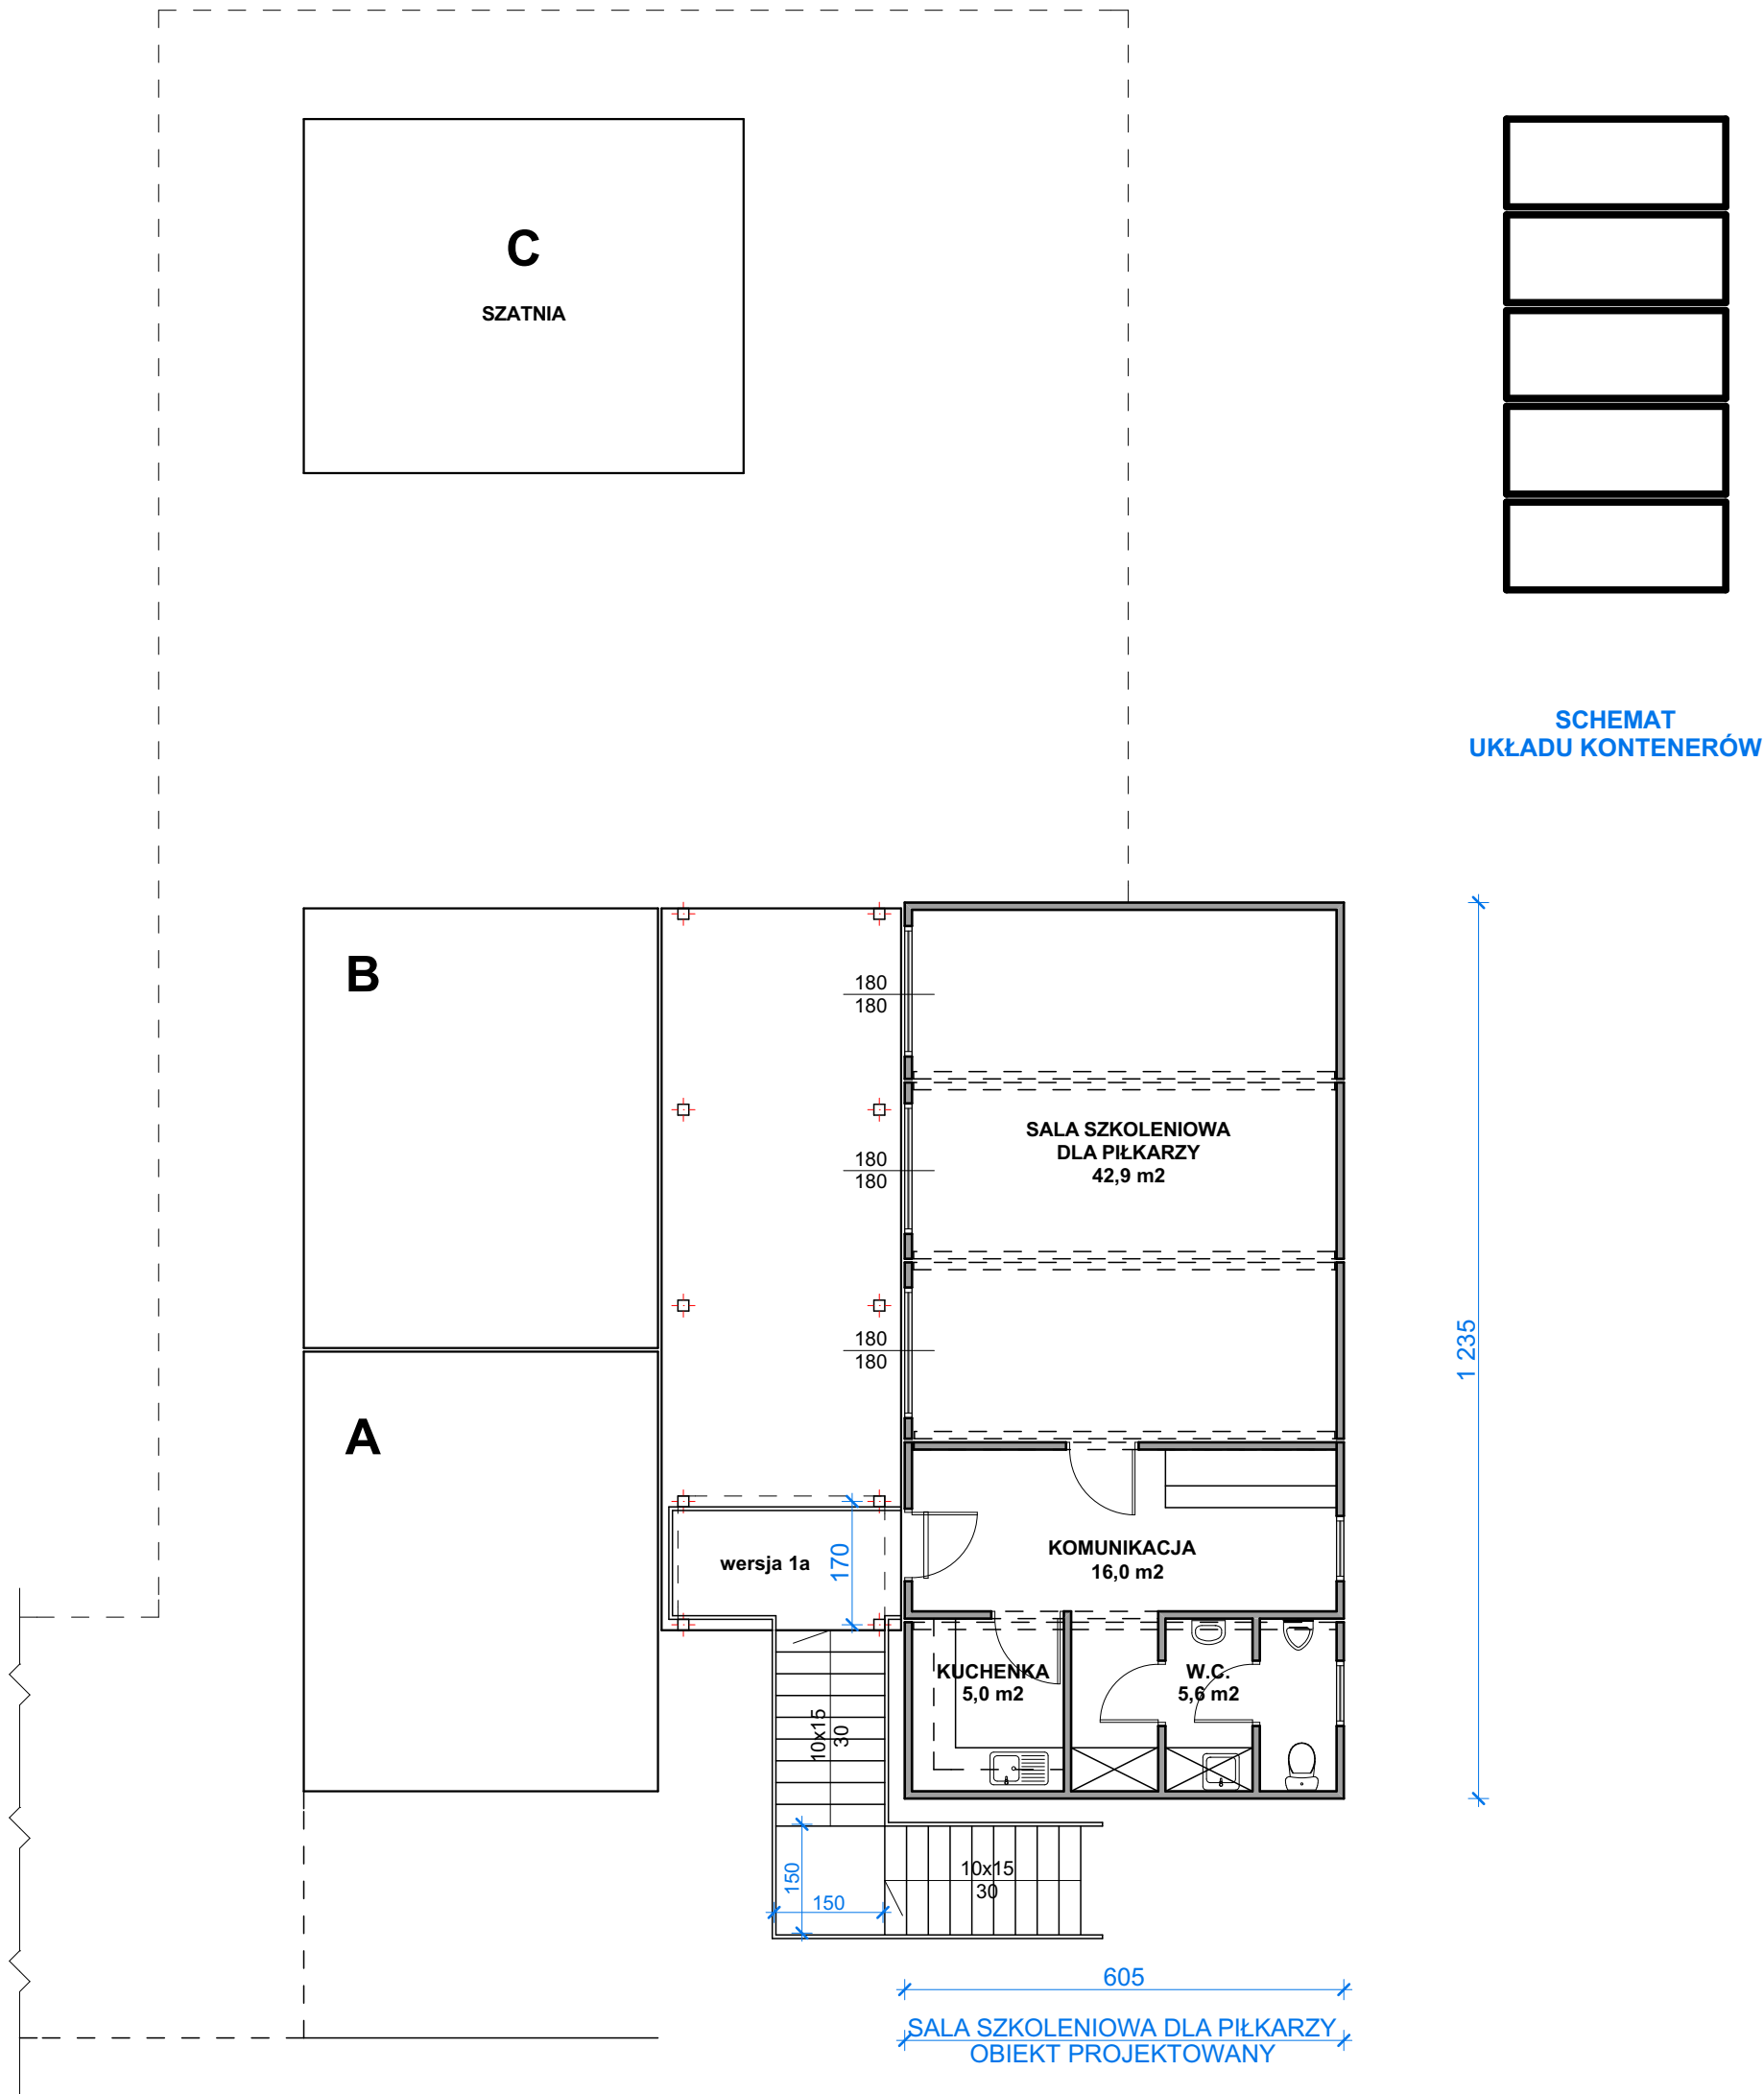 C
SZATNIA
SCHEMAT
UKŁADU KONTENERÓW
B
180
180
SALA SZKOLENIOWA
DLA PIŁKARZY
42,9 m2
180
180
1 235
180
180
A
wersja 1a
170
KOMUNIKACJA
16,0 m2
KUCHENKA
5,0 m2
W.C.
5,6 m2
10x15
30
150
150
10x15
30
605
SALA SZKOLENIOWA DLA PIŁKARZY
OBIEKT PROJEKTOWANY